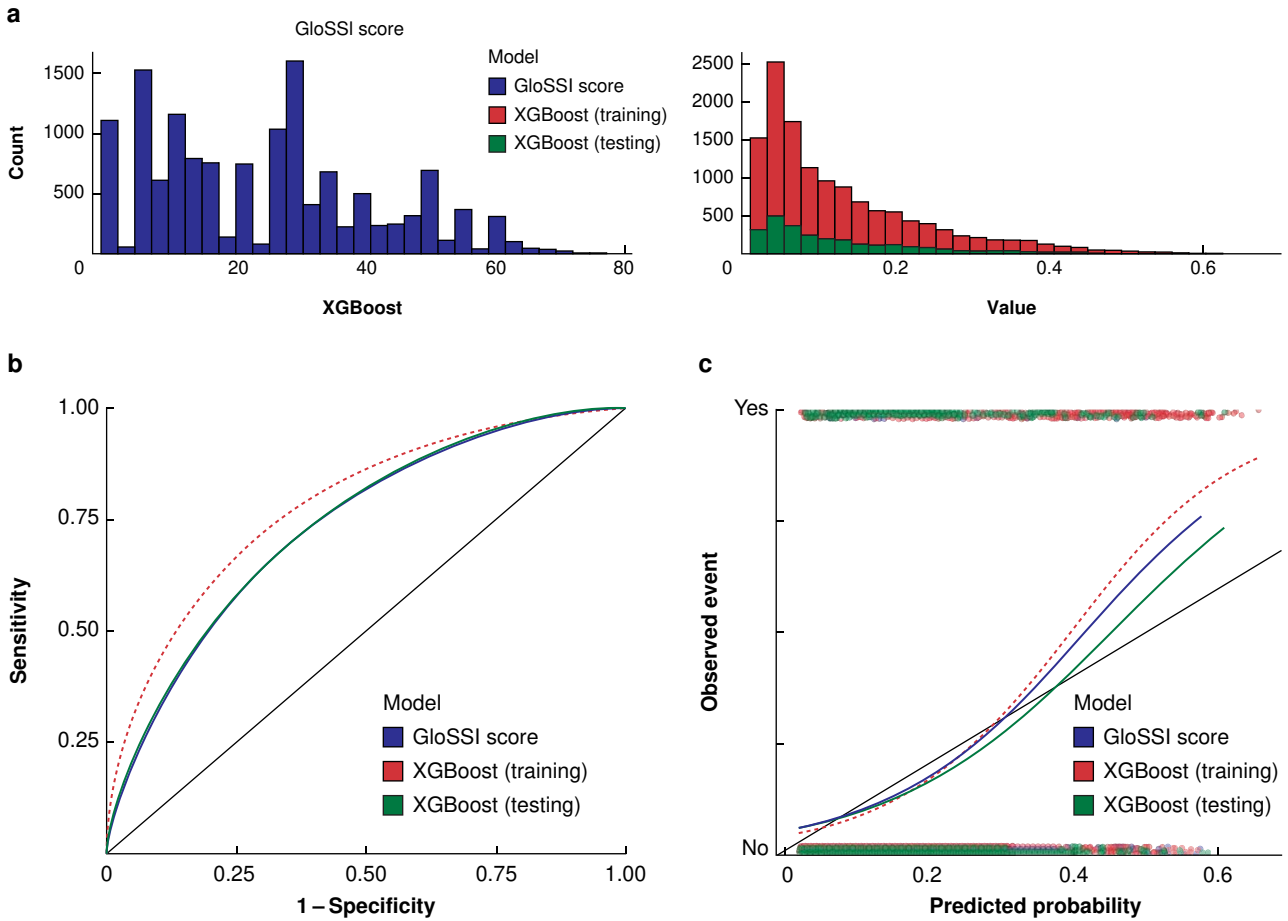 a
GloSSI score
Count
1500
1000
500
0
20
40
60
80
XGBoost
Model
GloSSI score
XGBoost (training)
XGBoost (testing)
2500
2000
1500
1000
500
0
0.2
0.4
0.6
Value
b
Sensitivity
1.00
0.75
0.50
0.25
0
0.25
0.50
0.75
1.00
1 – Specificity
Model
GloSSI score
XGBoost (training)
XGBoost (testing)
c
Observed event
Yes
No
0
0.2
0.4
0.6
Predicted probability
Model
GloSSI score
XGBoost (training)
XGBoost (testing)